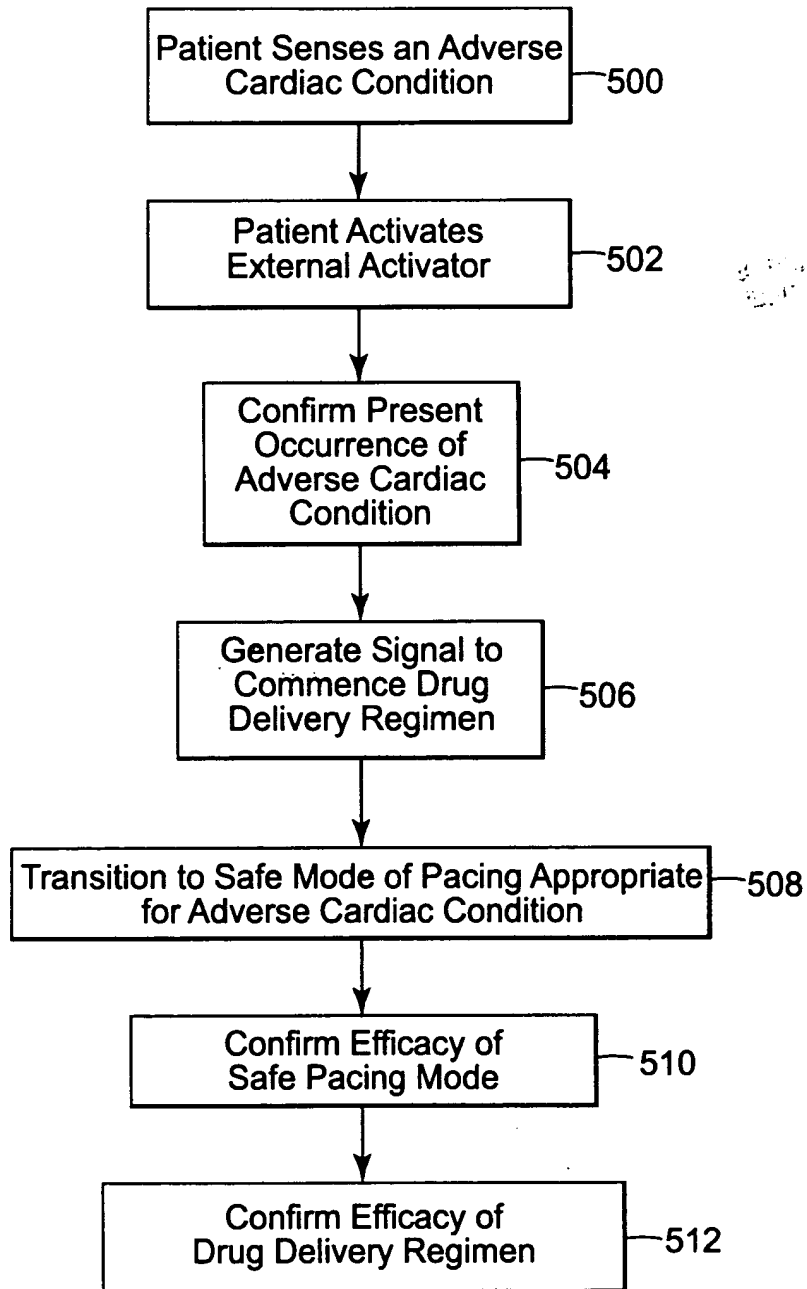 Patient Senses an Adverse
Cardiac Condition
500
Patient Activates
External Activator
502
Confirm Present
Occurrence of
Adverse Cardiac
Condition
504
Generate Signal to
Commence Drug
Delivery Regimen
506
Transition to Safe Mode of Pacing Appropriate
for Adverse Cardiac Condition
508
Confirm Efficacy of
Safe Pacing Mode
510
Confirm Efficacy of
Drug Delivery Regimen
512